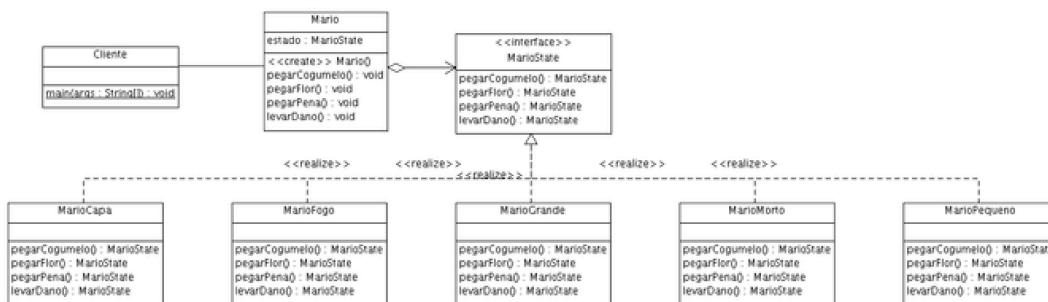 Mario
estado : MarioState
<<create>> Mario()
pegarCogumelo() : void
pegarFlor() : void
pegarPena() : void
levarDano() : void
Cliente
main(args : String[]) : void
<<interface>>
MarioState
pegarCogumelo() : MarioState
pegarFlor() : MarioState
pegarPena() : MarioState
levarDano() : MarioState
<<realize>>
<<realize>>
<<realize>>
<<realize>>
<<realize>>
MarioCapa
pegarCogumelo() : MarioState
pegarFlor() : MarioState
pegarPena() : MarioState
levarDano() : MarioState
MarioFogo
pegarCogumelo() : MarioState
pegarFlor() : MarioState
pegarPena() : MarioState
levarDano() : MarioState
MarioGrande
pegarCogumelo() : MarioState
pegarFlor() : MarioState
pegarPena() : MarioState
levarDano() : MarioState
MarioMorto
pegarCogumelo() : MarioState
pegarFlor() : MarioState
pegarPena() : MarioState
levarDano() : MarioState
MarioPequeno
pegarCogumelo() : MarioStat
pegarFlor() : MarioState
pegarPena() : MarioState
levarDano() : MarioState